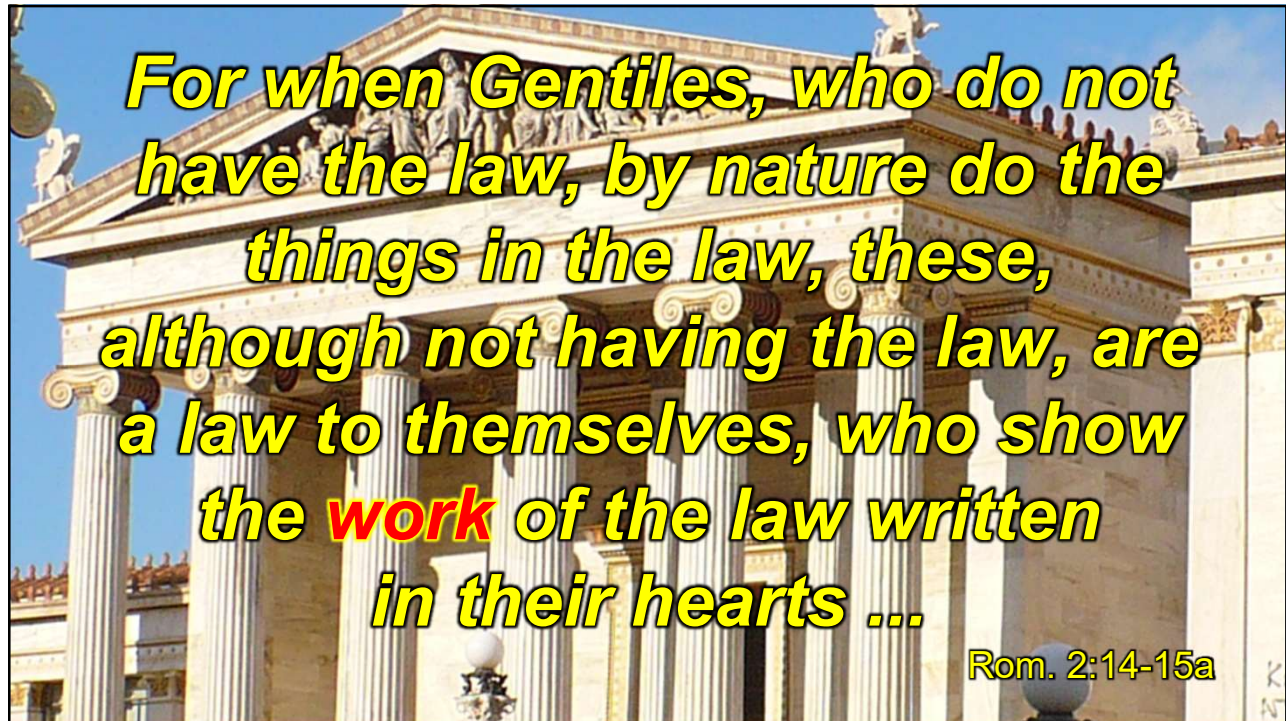 For when Gentiles, who do not
have the law, by nature do the
things in the law, these,
although not having the law, are
a law to themselves, who show
the work of the law written
in their hearts ...
Rom. 2:14-15a